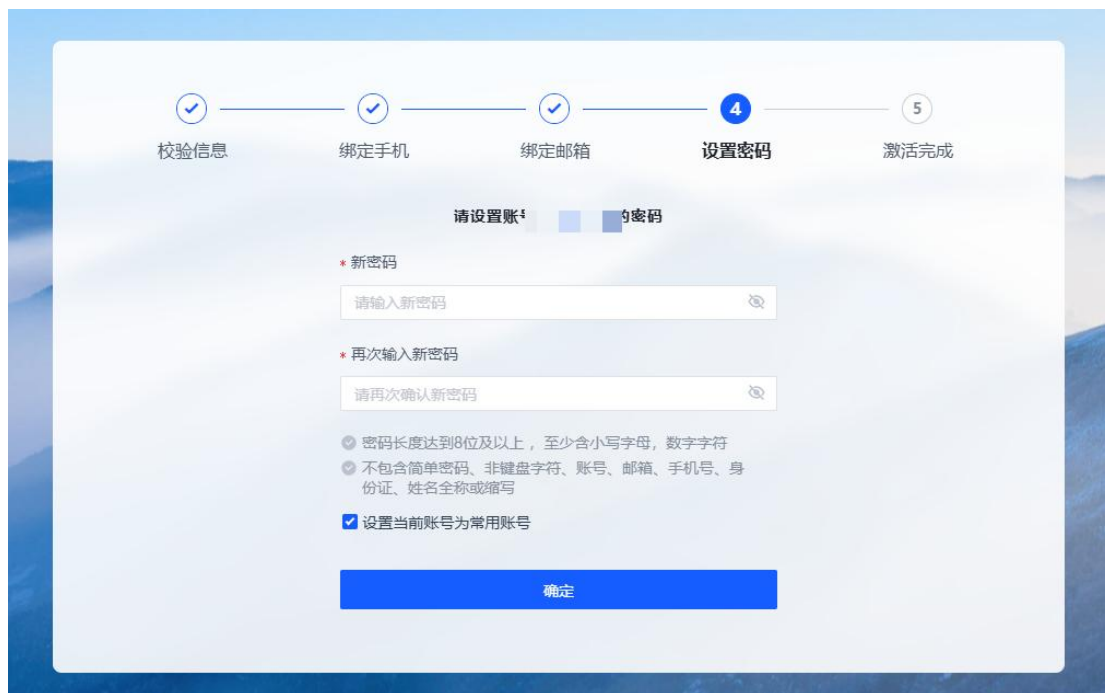 4
5
校验信息
绑定手机
绑定邮箱
设置密码
激活完成
请设置账 密码
* 新密码
请输入新密码
* 再次输入新密码
请再次确认新密码
密码长度达到8位及以上 ,至少含小写字母, 数字字符
不包含简单密码、非键盘字符、账号、邮箱、手机号、身
份证、姓名全称或缩写
设置当前账号为常用账号
确定